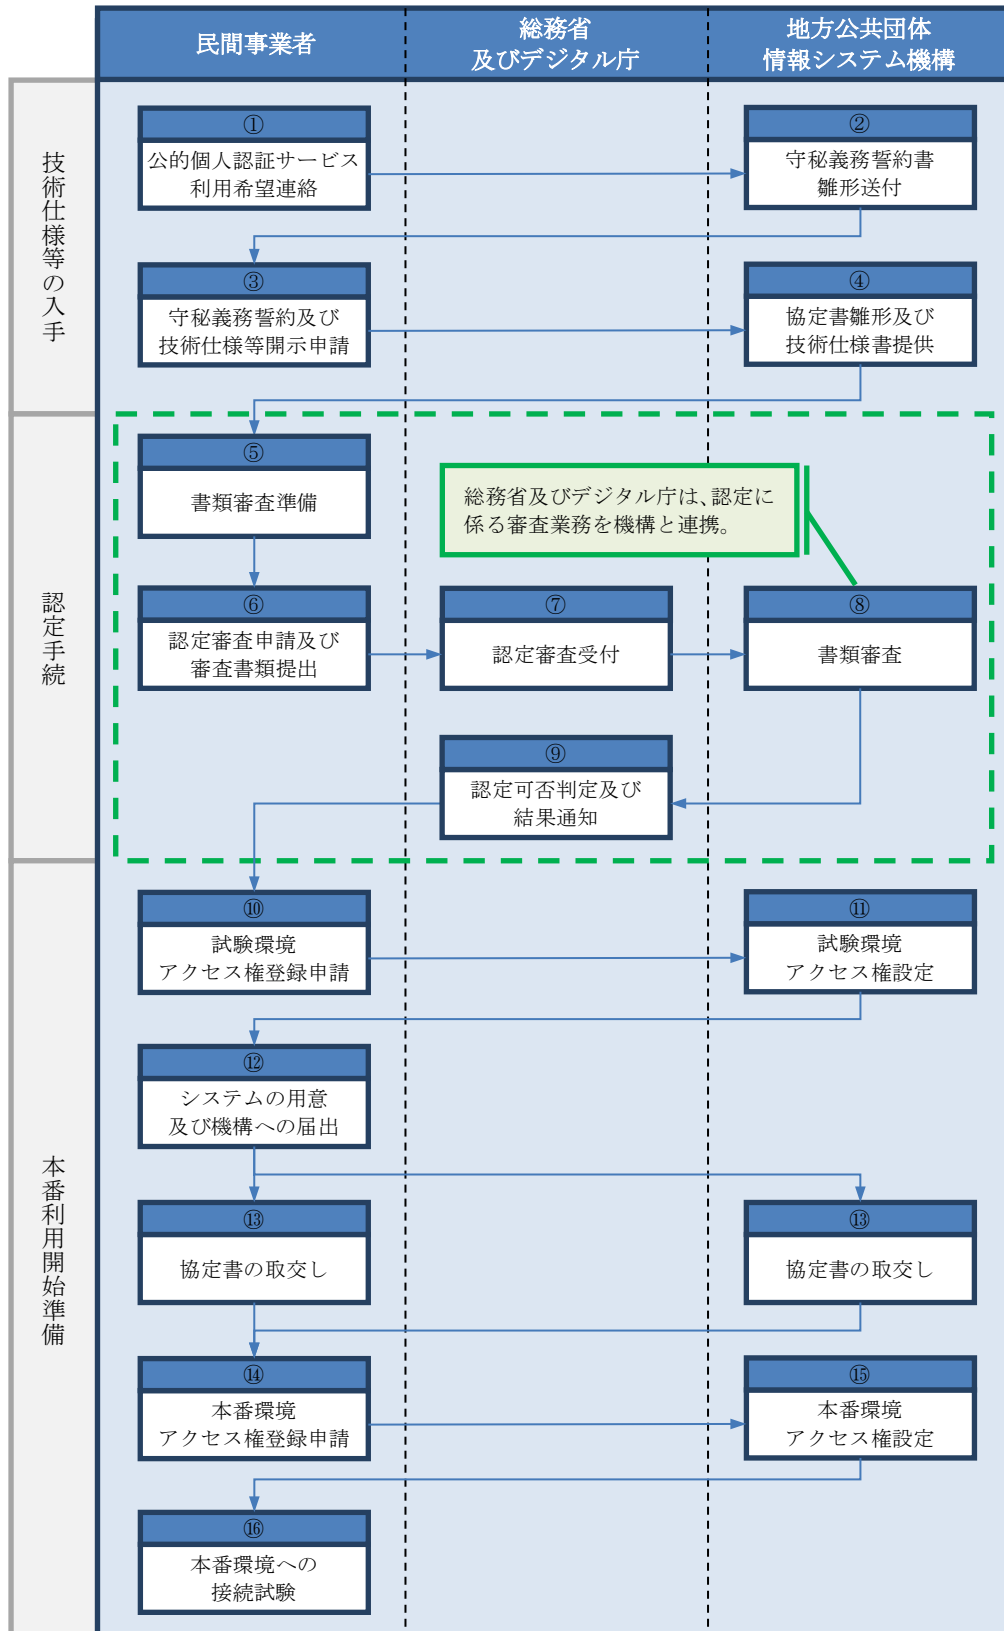 民間事業者
総務省
及びデジタル庁
地方公共団体
情報システム機構
技術仕様等の入手
①
公的個人認証サービス
利用希望連絡
②
守秘義務誓約書
雛形送付
③
守秘義務誓約及び
技術仕様等開示申請
④
協定書雛形及び
技術仕様書提供
認定手続
⑤
書類審査準備
総務省及びデジタル庁は、認定に
係る審査業務を機構と連携。
⑥
認定審査申請及び
審査書類提出
⑦
認定審査受付
⑧
書類審査
⑨
認定可否判定及び
結果通知
本番利用開始準備
⑩
試験環境
アクセス権登録申請
⑪
試験環境
アクセス権設定
⑫
システムの用意
及び機構への届出
⑬
協定書の取交し
⑬
協定書の取交し
⑭
本番環境
アクセス権登録申請
⑮
本番環境
アクセス権設定
⑯
本番環境への
接続試験